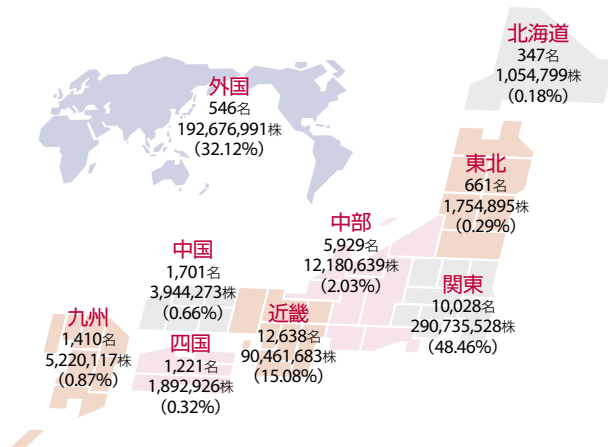 北海道
347名
1,054,799株
(0.18%)
外国
546名
192,676,991株
(32.12%)
東北
661名
1,754,895株
(0.29%)
中部
5,929名
12,180,639株
(2.03%)
中国
1,701名
3,944,273株
(0.66%)
関東
10,028名
290,735,528株
(48.46%)
九州
1,410名
5,220,117株
(0.87%)
近畿
12,638名
90,461,683株
(15.08%)
四国
1,221名
1,892,926株
(0.32%)